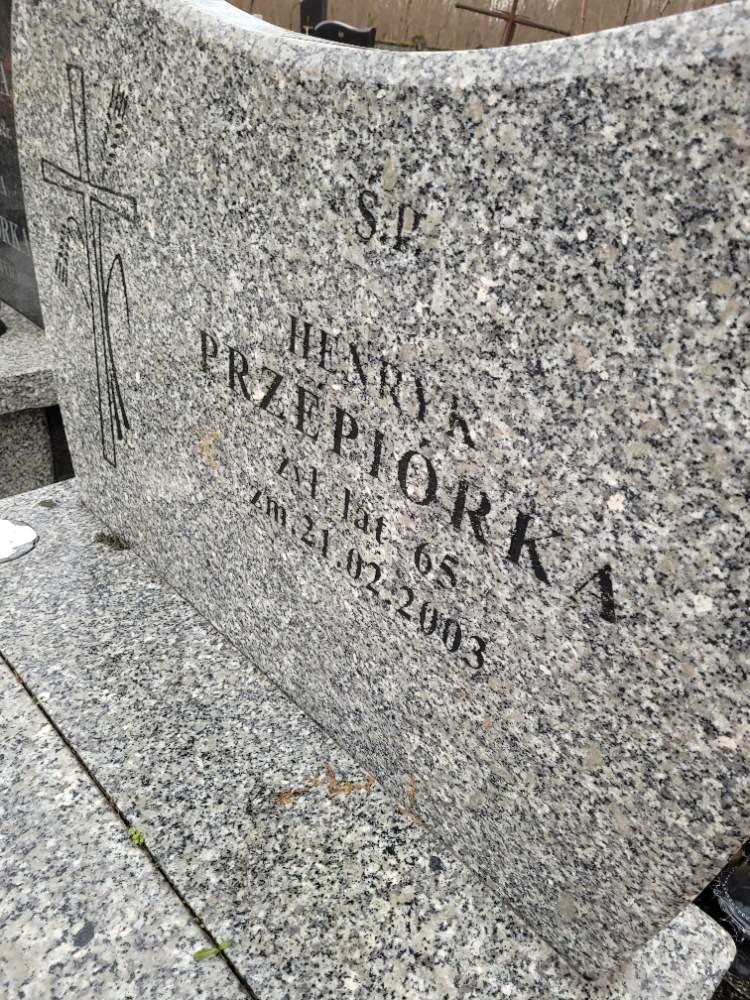 Ś.P.
HENRYK
PRZEPIÓRKA
żył lat 65
zm.21.02.2003